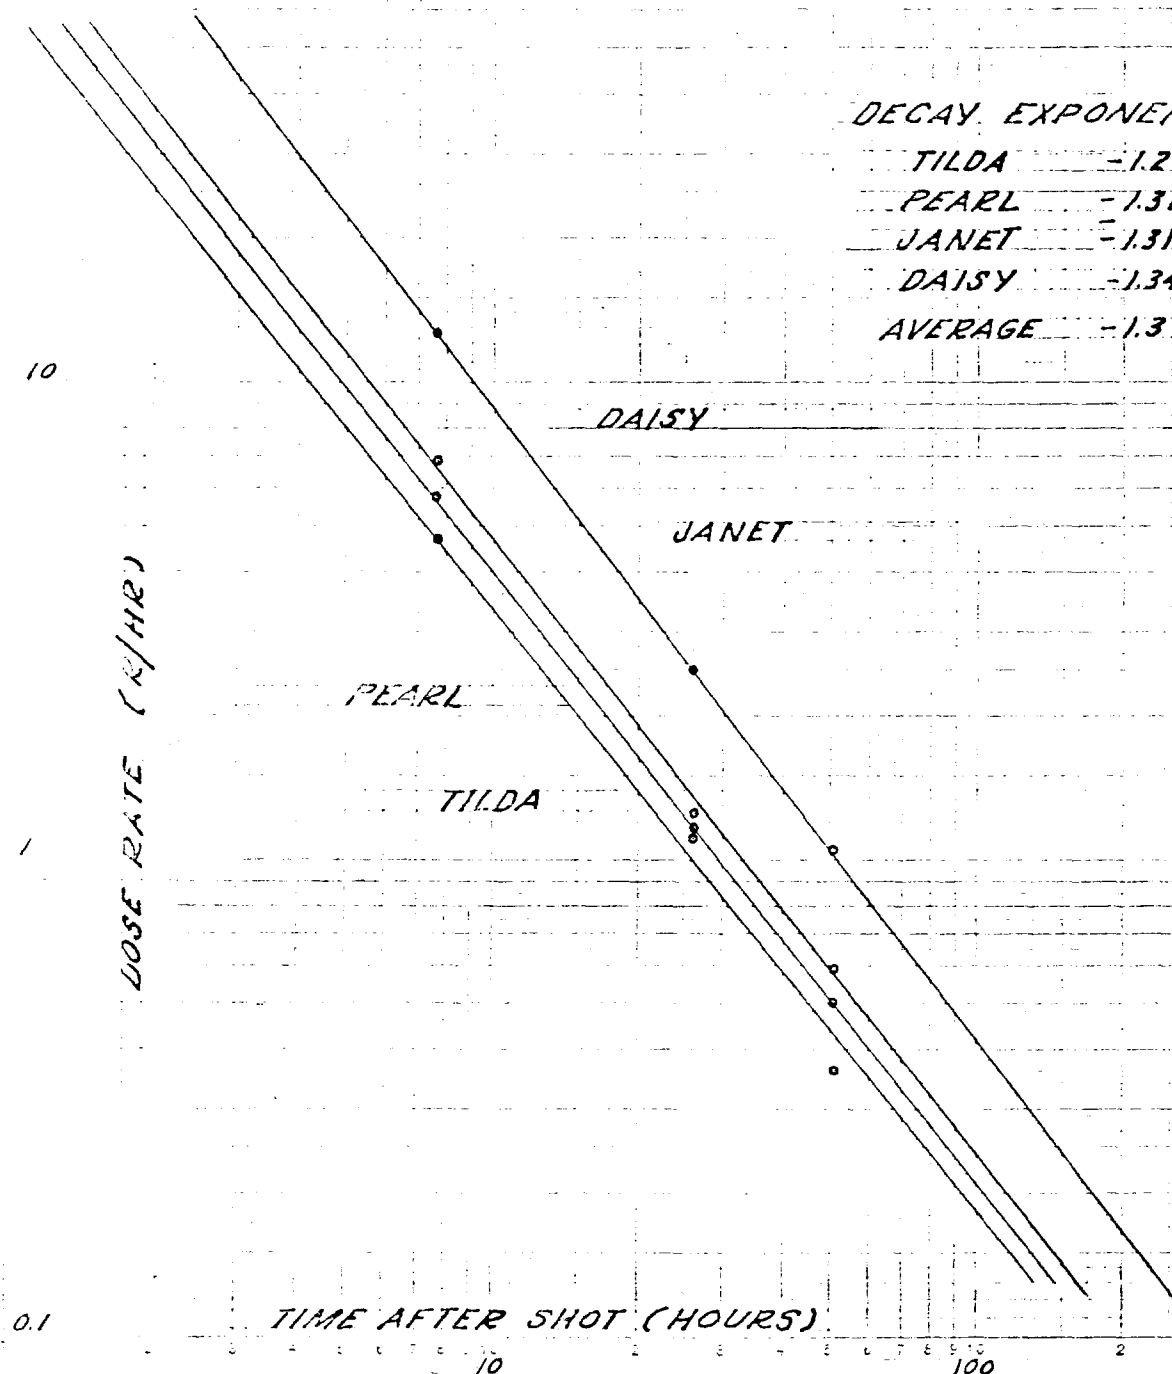 DECAY EXPONE
TILDA -1.2
PEARL -1.3
JANET -1.31
DAISY -1.34
AVERAGE -1.3
10
DAISY
JANET
DOSE RATE (R/HR)
PEARL
TILDA
1
0.1
TIME AFTER SHOT (HOURS)
10
100
2